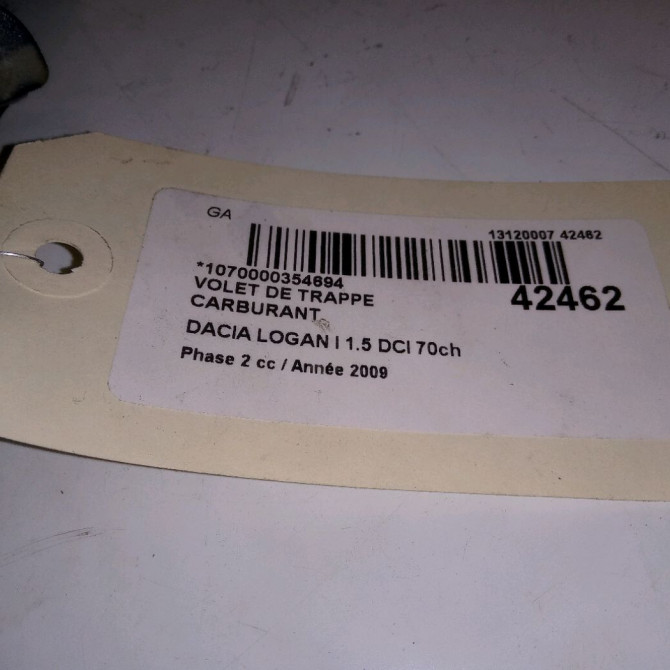 GA
13120007 42462
*1070000354694
42462
VOLET DE TRAPPE
CARBURANT
DACIA LOGAN I 1.5 DCI 70ch
Phase 2 cc / Année 2009